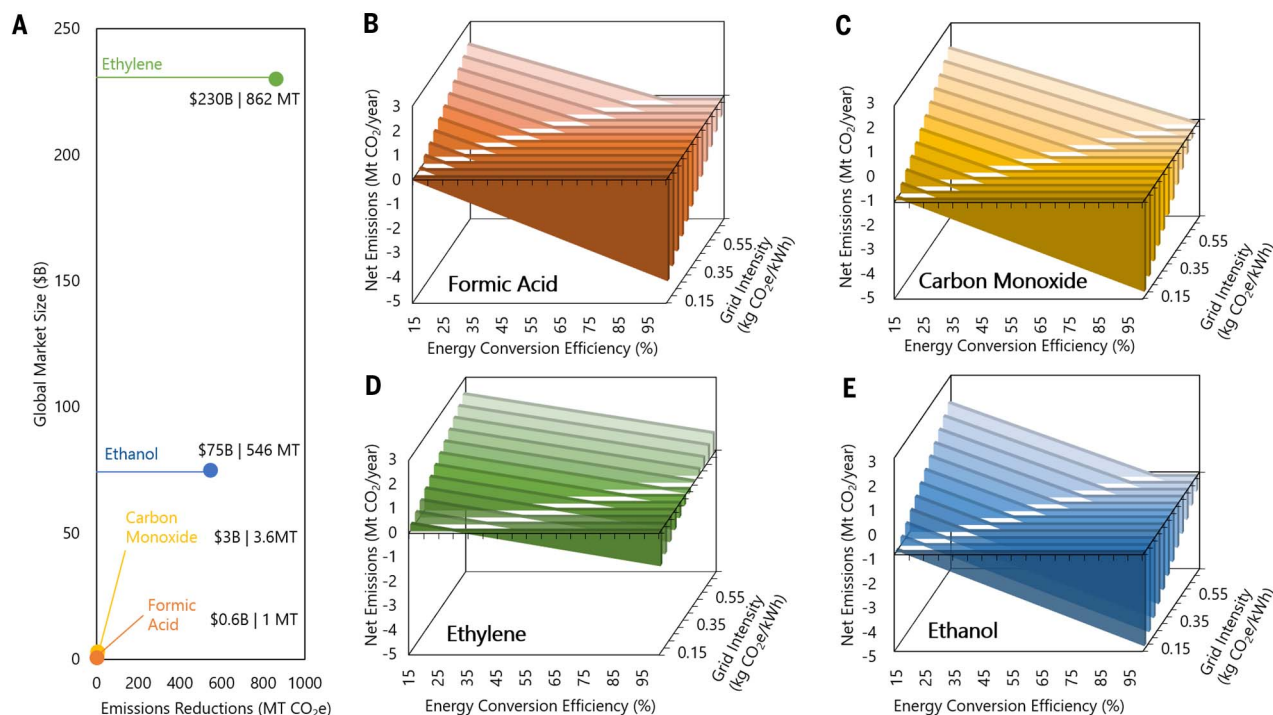 A
250
200
150
100
50
0
Global Market Size ($B)
Ethylene
$230B | 862 MT
Ethanol
$75B | 546 MT
Carbon
Monoxide
$3B | 3.6MT
Formic
Acid
$0.6B | 1 MT
0 200 400 600 800 1000
Emissions Reductions (MT CO₂e)
B
Net Emissions (Mt CO₂/year)
3
2
1
0
-1
-2
-3
-4
-5
Formic Acid
15 25 35 45 55 65 75 85 95
Energy Conversion Efficiency (%)
0.55
0.35
0.15
Grid Intensity
(kg CO₂e/kWh)
C
Net Emissions (Mt CO₂/year)
3
2
1
0
-1
-2
-3
-4
-5
Carbon Monoxide
15 25 35 45 55 65 75 85 95
Energy Conversion Efficiency (%)
0.55
0.35
0.15
Grid Intensity
(kg CO₂e/kWh)
D
Net Emissions (Mt CO₂/year)
3
2
1
0
-1
-2
-3
-4
-5
Ethylene
15 25 35 45 55 65 75 85 95
Energy Conversion Efficiency (%)
0.55
0.35
0.15
Grid Intensity
(kg CO₂e/kWh)
E
Net Emissions (Mt CO₂/year)
3
2
1
0
-1
-2
-3
-4
-5
Ethanol
15 25 35 45 55 65 75 85 95
Energy Conversion Efficiency (%)
0.55
0.35
0.15
Grid Intensity
(kg CO₂e/kWh)